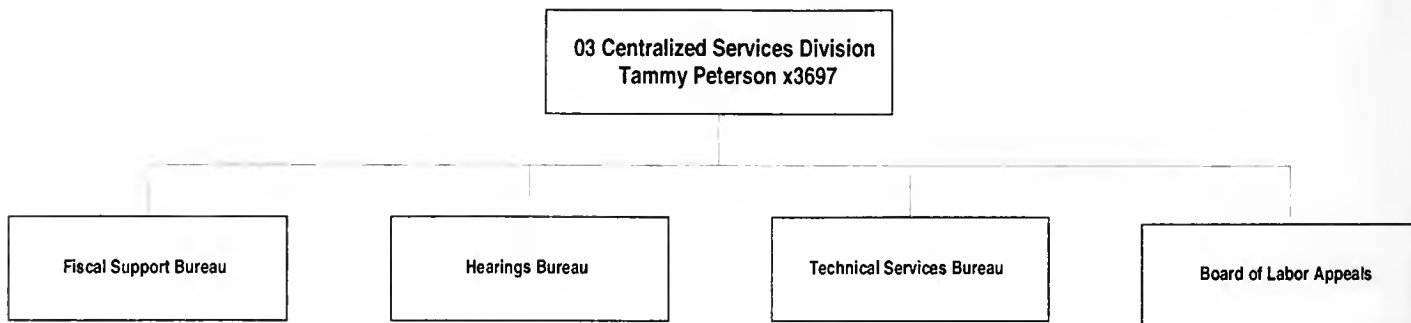 03 Centralized Services Division
Tammy Peterson x3697
Fiscal Support Bureau
Hearings Bureau
Technical Services Bureau
Board of Labor Appeals